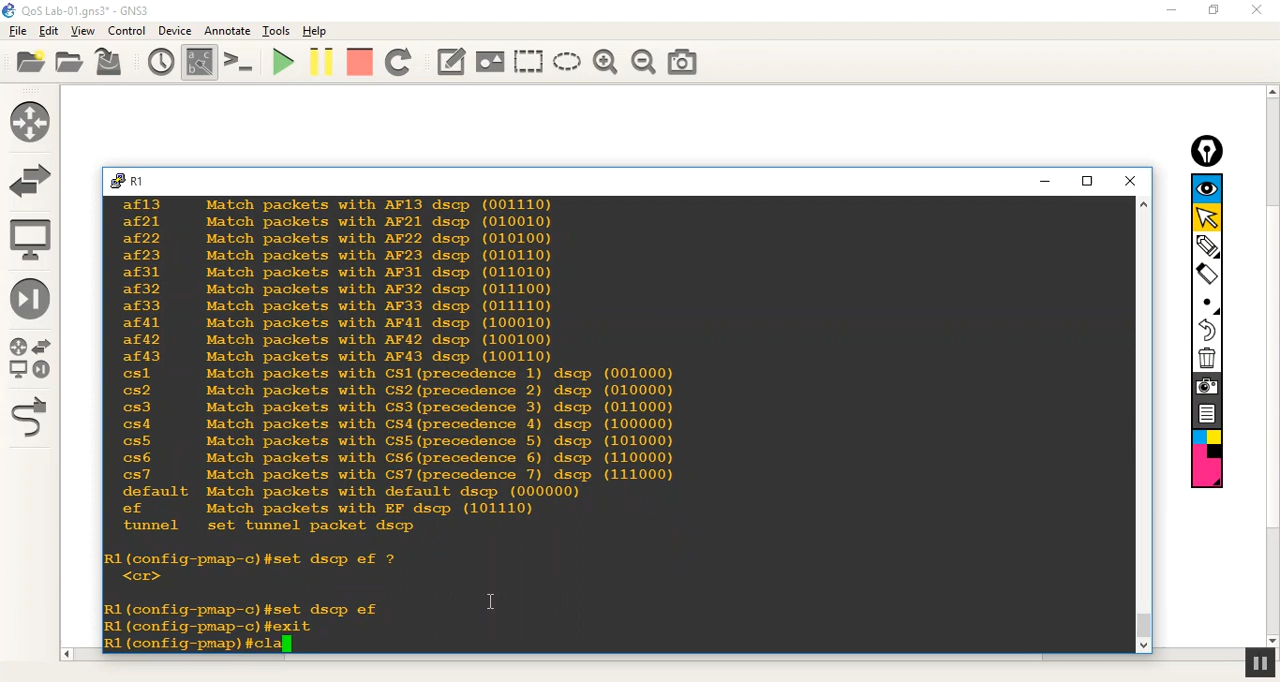 QoS Lab-01.gns3* - GNS3
File Edit View Control Device Annotate Tools Help
R1
af13 Match packets with AF13 dscp (001110)
af21 Match packets with AF21 dscp (010010)
af22 Match packets with AF22 dscp (010100)
af23 Match packets with AF23 dscp (010110)
af31 Match packets with AF31 dscp (011010)
af32 Match packets with AF32 dscp (011100)
af33 Match packets with AF33 dscp (011110)
af41 Match packets with AF41 dscp (100010)
af42 Match packets with AF42 dscp (100100)
af43 Match packets with AF43 dscp (100110)
cs1 Match packets with CS1(precedence 1) dscp (001000)
cs2 Match packets with CS2(precedence 2) dscp (010000)
cs3 Match packets with CS3(precedence 3) dscp (011000)
cs4 Match packets with CS4(precedence 4) dscp (100000)
cs5 Match packets with CS5(precedence 5) dscp (101000)
cs6 Match packets with CS6(precedence 6) dscp (110000)
cs7 Match packets with CS7(precedence 7) dscp (111000)
default Match packets with default dscp (000000)
ef Match packets with EF dscp (101110)
tunnel set tunnel packet dscp
R1(config-pmap-c)#set dscp ef ?
<cr>
R1(config-pmap-c)#set dscp ef
R1(config-pmap-c)#exit
R1(config-pmap)#cla